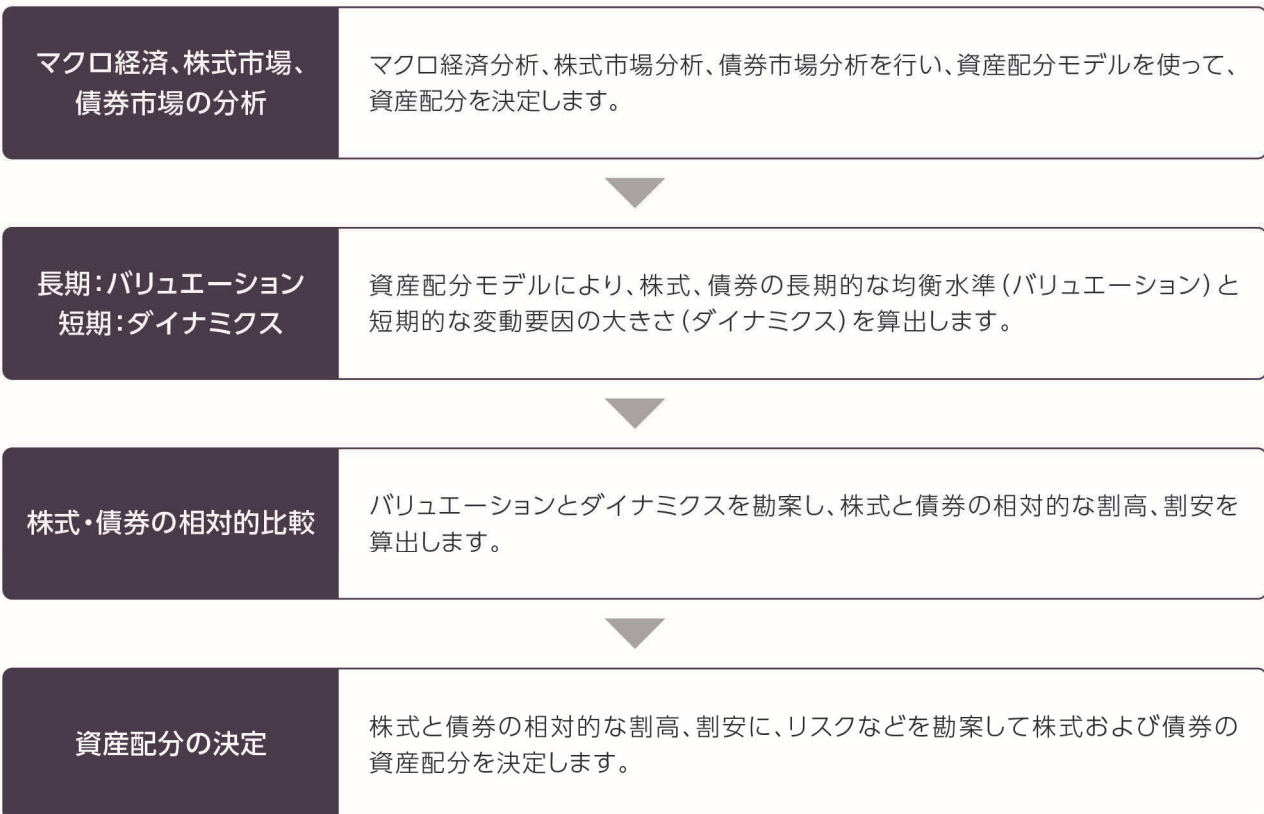 マクロ経済、株式市場、
債券市場の分析
マクロ経済分析、株式市場分析、債券市場分析を行い、資産配分モデルを使って、
資産配分を決定します。
長期：バリュエーション
短期：ダイナミクス
資産配分モデルにより、株式、債券の長期的な均衡水準(バリュエーション)と
短期的な変動要因の大きさ(ダイナミクス)を算出します。
株式・債券の相対的比較
バリュエーションとダイナミクスを勘案し、株式と債券の相対的な割高、割安を
算出します。
資産配分の決定
株式と債券の相対的な割高、割安に、リスクなどを勘案して株式および債券の
資産配分を決定します。